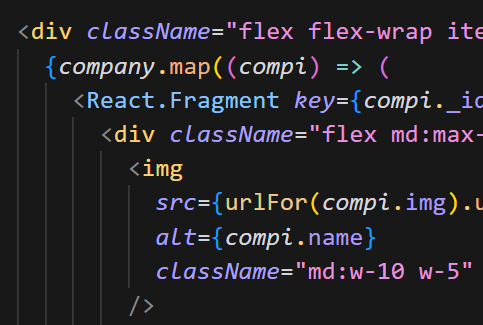 <div className="flex flex-wrap ite
{company.map((compi) => (
<React.Fragment key={compi._id
<div className="flex md:max-
<img
src={urlFor(compi.img).u
alt={compi.name}
className="md:w-10 w-5"
/>